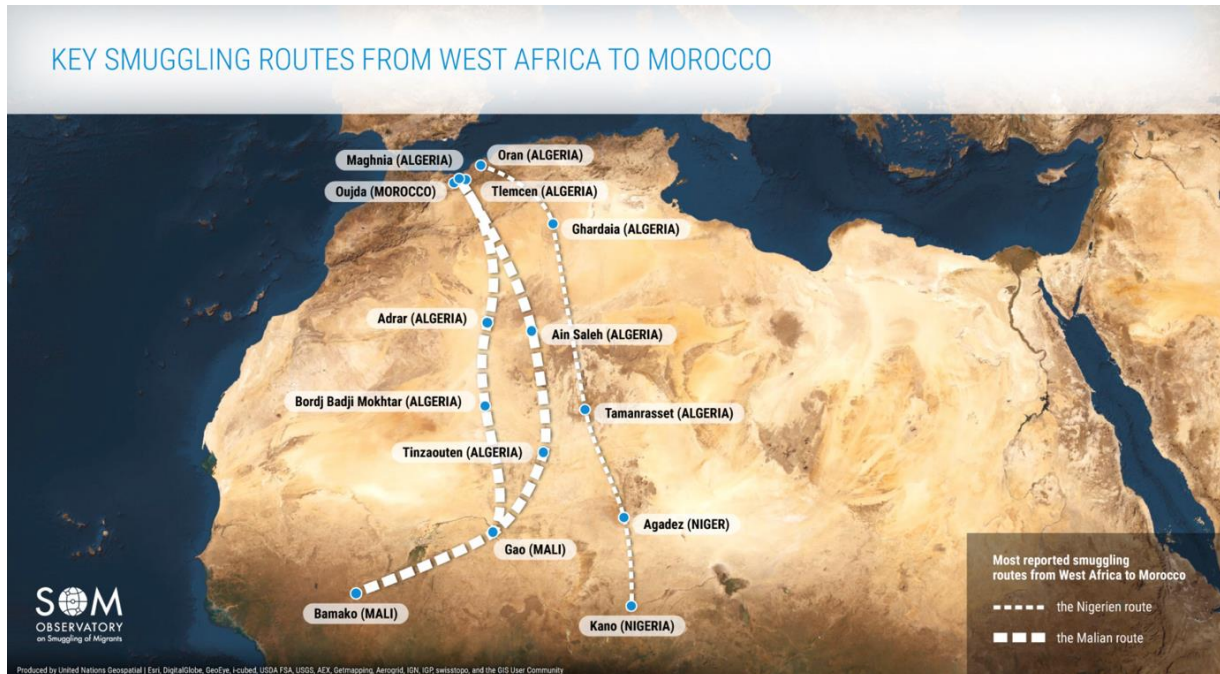 KEY SMUGGLING ROUTES FROM WEST AFRICA TO MOROCCO
Maghnia (ALGERIA)
Oran (ALGERIA)
Oujda (MOROCCO)
Tlemcen (ALGERIA)
Ghardaia (ALGERIA)
Adrar (ALGERIA)
Ain Saleh (ALGERIA)
Bordj Badji Mokhtar (ALGERIA)
Tamanrasset (ALGERIA)
Tinzaouten (ALGERIA)
Agadez (NIGER)
Gao (MALI)
Bamako (MALI)
Kano (NIGERIA)
Most reported smuggling
routes from West Africa to Morocco
the Nigerien route
the Malian route
SOM
OBSERVATORY
on Smuggling of Migrants
Produced by United Nations Geospatial | Esri, DigitalGlobe, GeoEye, i-cubed, USDA FSA, USGS, AEX, Getmapping, Aerogrid, IGN, IGP, swisstopo, and the GIS User Community